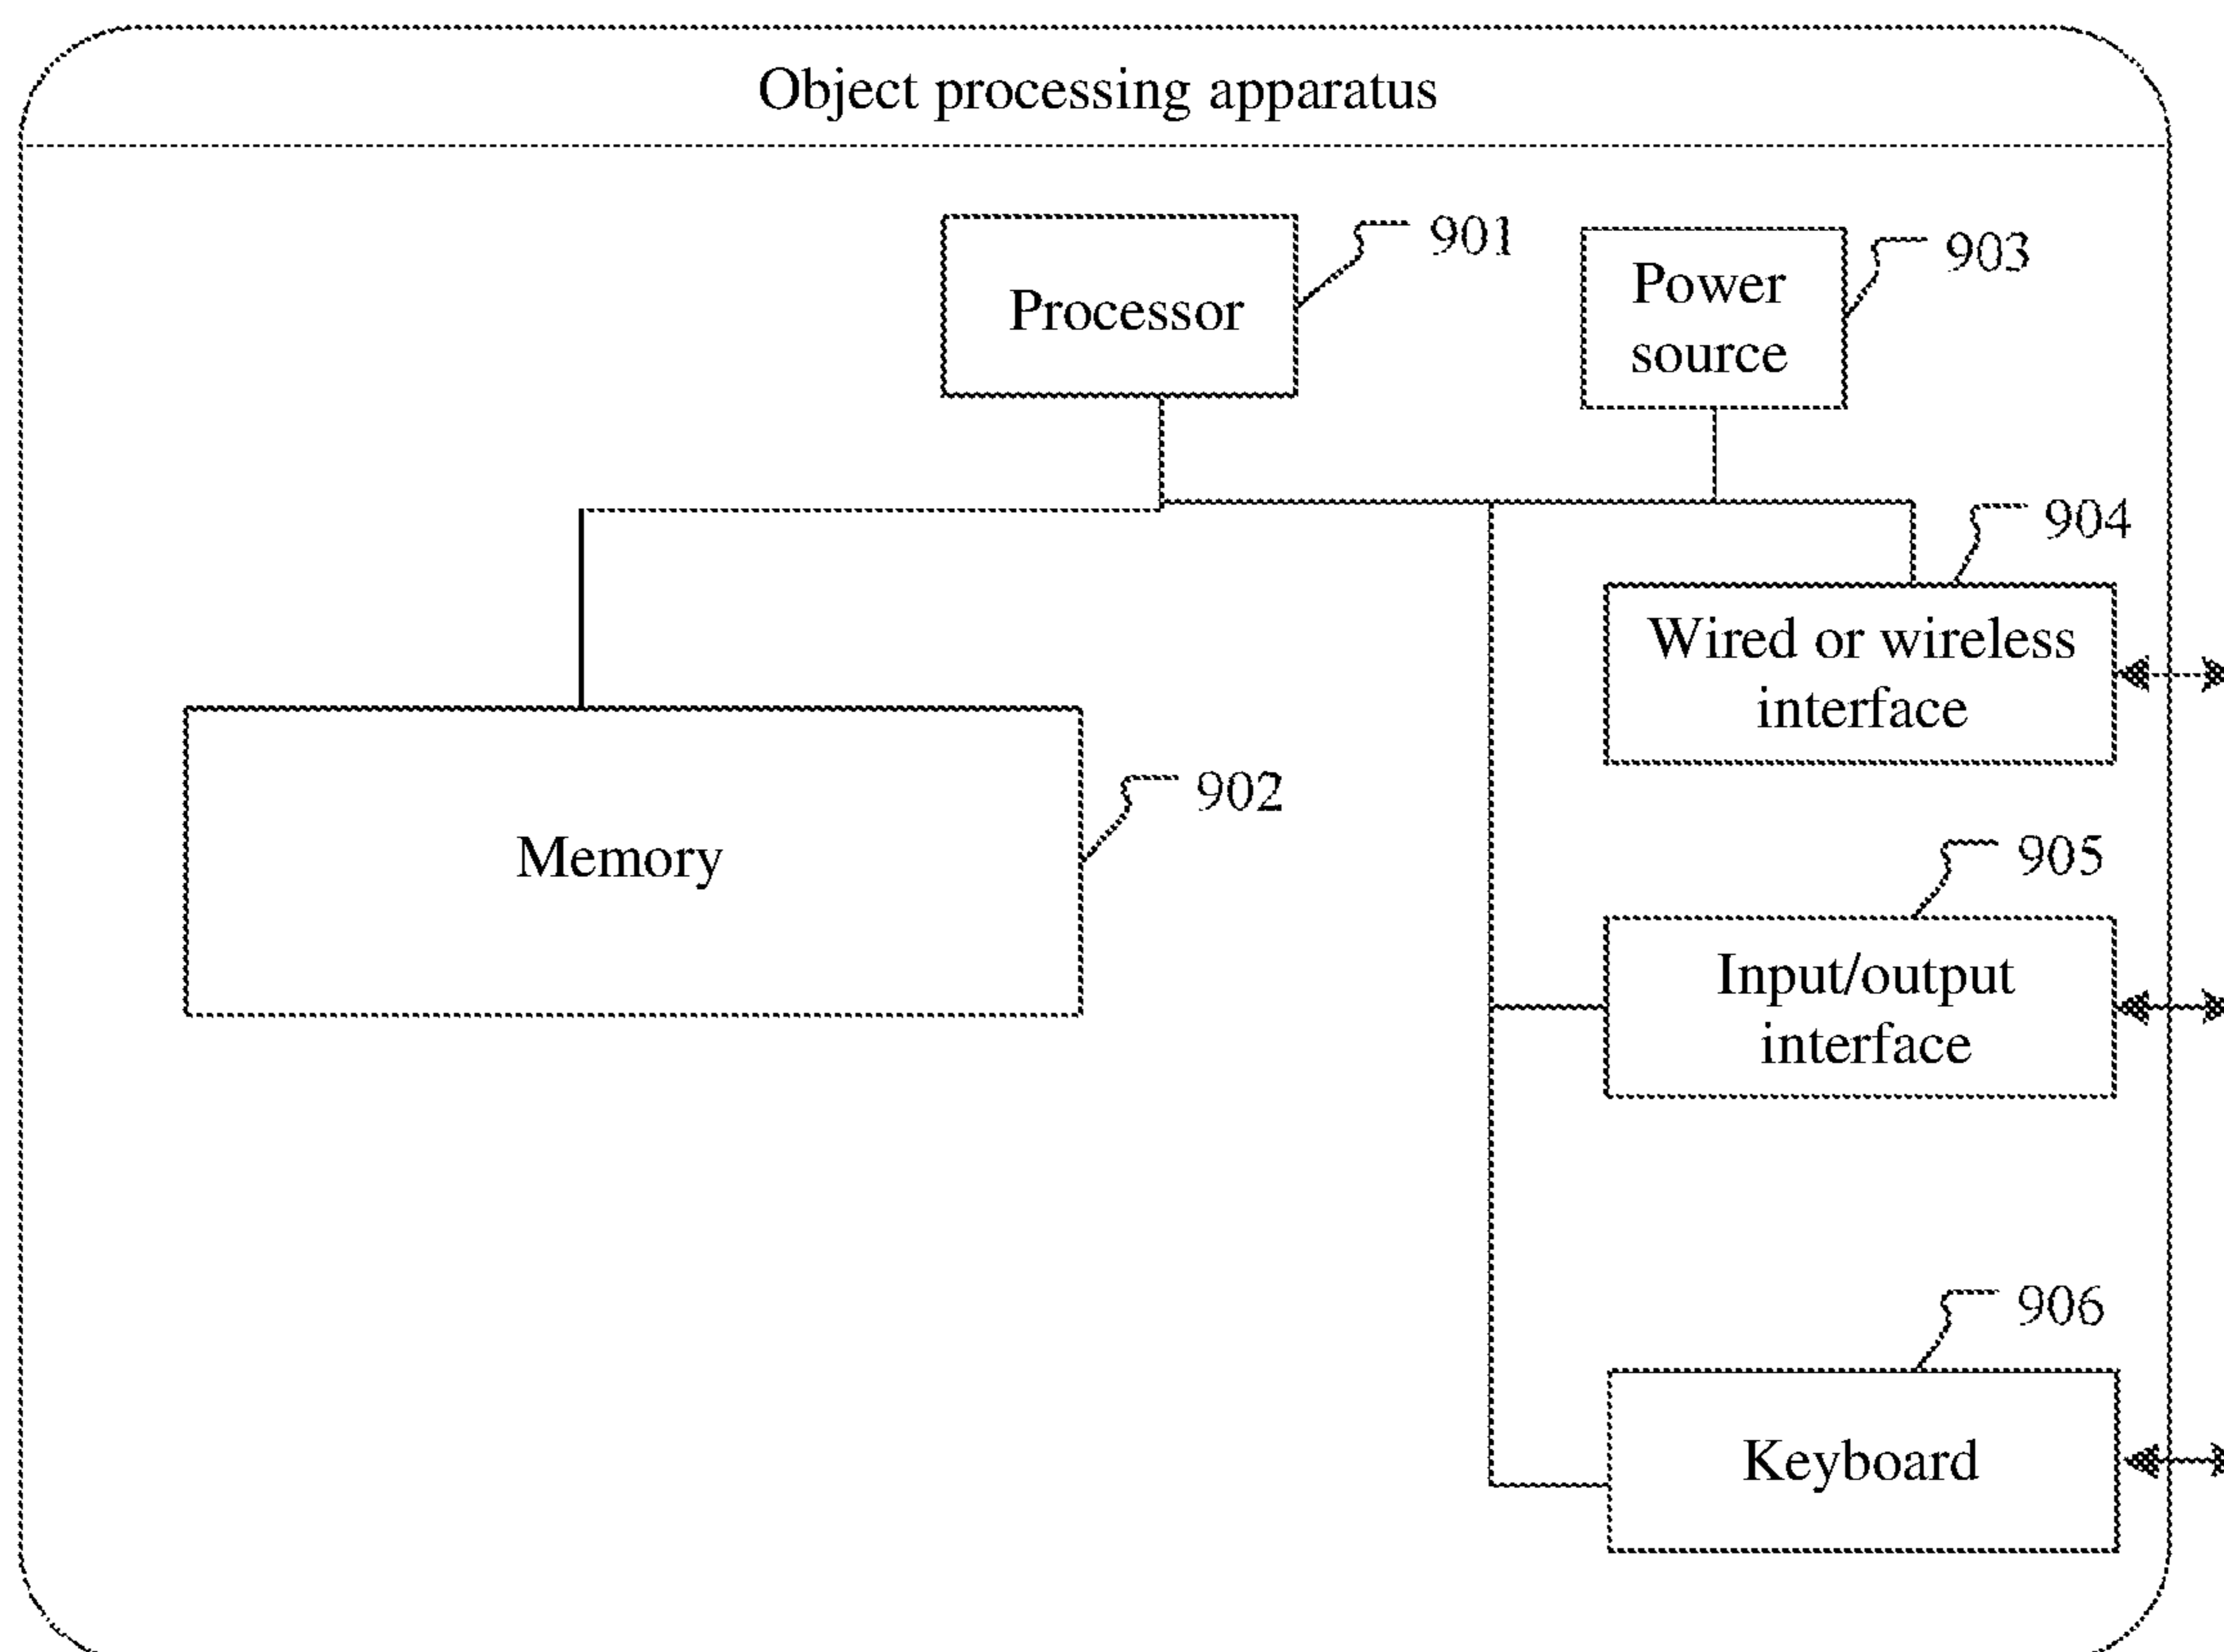 Object processing apparatus
Processor
901
Power
source
903
904
Wired or wireless
interface
Memory
902
905
Input/output
interface
906
Keyboard